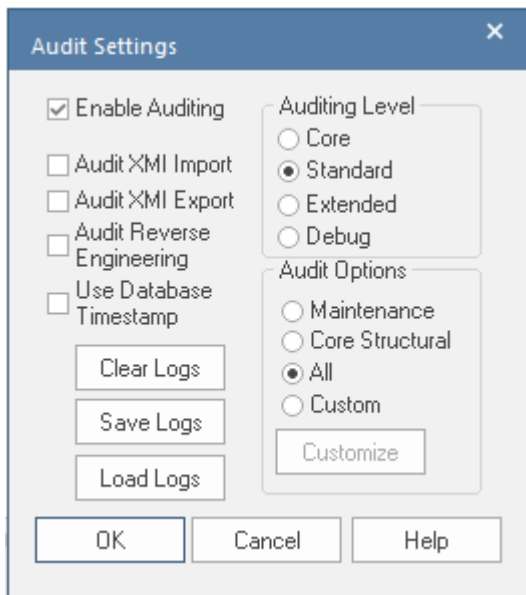 Audit Settings
Enable Auditing
Audit XMI Import
Audit XMI Export
Audit Reverse
Engineering
Use Database
Timestamp
Clear Logs
Save Logs
Load Logs
Auditing Level
Core
Standard
Extended
Debug
Audit Options
Maintenance
Core Structural
All
Custom
Customize
OK
Cancel
Help